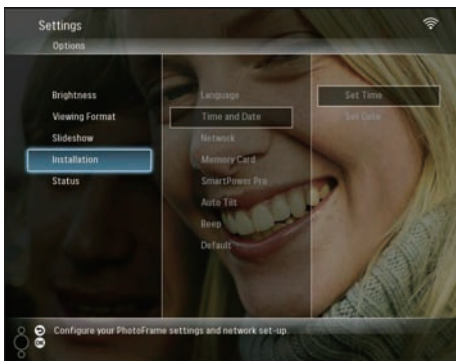 Settings
Options
Brightness
Viewing Format
Slideshow
Installation
Status
Language
Time and Date
Network
Memory Card
SmartPower Pro
Auto Tilt
Beep
Default
Set Time
Set Date
OK
Configure your PhotoFrame settings and network set-up.